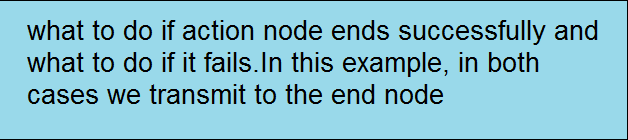 what to do if action node ends successfully and
what to do if it fails.In this example, in both
cases we transmit to the end node